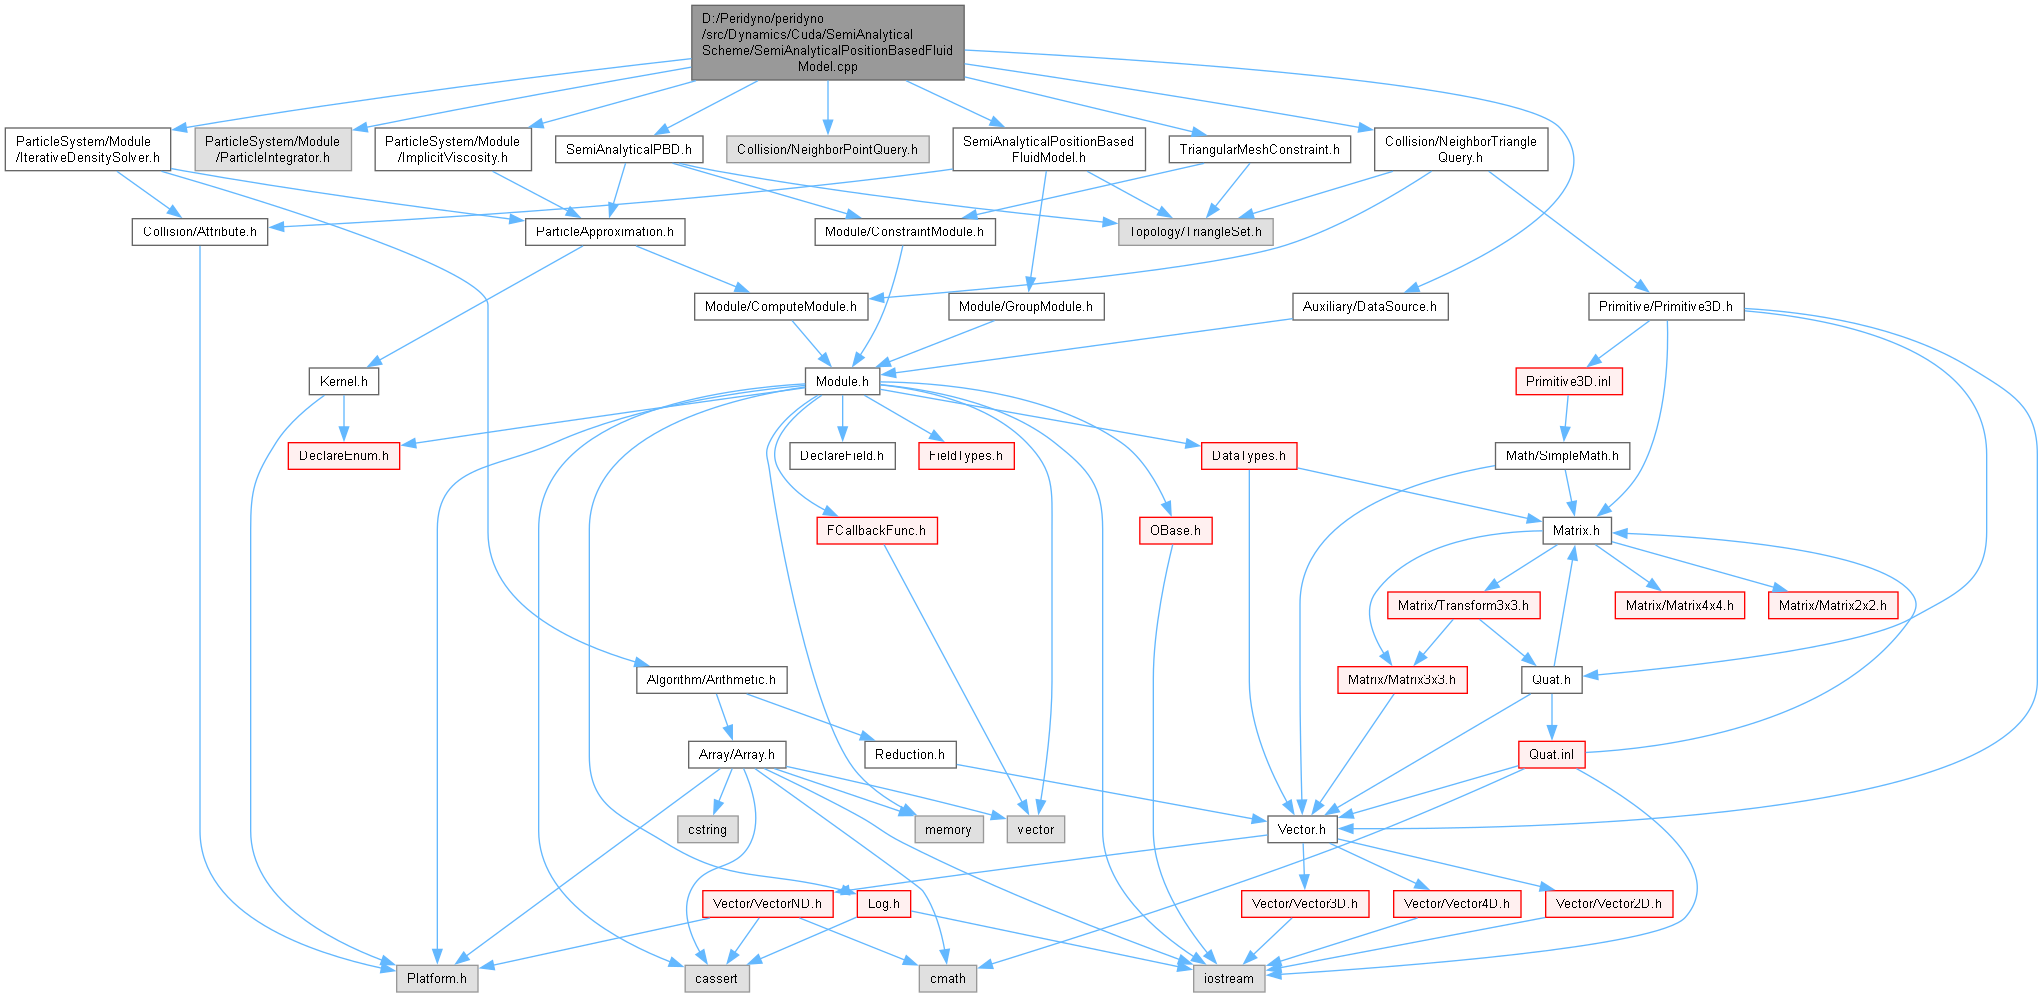 D:/Peridyno/peridyno
/src/Dynamics/Cuda/SemiAnalytical
Scheme/SemiAnalyticalPositionBasedFluid
Model.cpp
ParticleSystem/Module
/IterativeDensitySolver.h
ParticleSystem/Module
/ParticleIntegrator.h
ParticleSystem/Module
/ImplicitViscosity.h
SemiAnalyticalPBD.h
Collision/NeighborPointQuery.h
SemiAnalyticalPositionBased
FluidModel.h
TriangularMeshConstraint.h
Collision/NeighborTriangle
Query.h
Collision/Attribute.h
ParticleApproximation.h
Module/ConstraintModule.h
Topology/TriangleSet.h
Module/ComputeModule.h
Module/GroupModule.h
Auxiliary/DataSource.h
Primitive/Primitive3D.h
Kernel.h
Module.h
Primitive3D.inl
DeclareEnum.h
DeclareField.h
FieldTypes.h
DataTypes.h
Math/SimpleMath.h
FCallbackFunc.h
OBase.h
Matrix.h
Matrix/Transform3x3.h
Matrix/Matrix4x4.h
Matrix/Matrix2x2.h
Algorithm/Arithmetic.h
Matrix/Matrix3x3.h
Quat.h
Array/Array.h
Reduction.h
Quat.inl
cstring
memory
vector
Vector.h
Vector/VectorND.h
Log.h
Vector/Vector3D.h
Vector/Vector4D.h
Vector/Vector2D.h
Platform.h
cassert
cmath
iostream